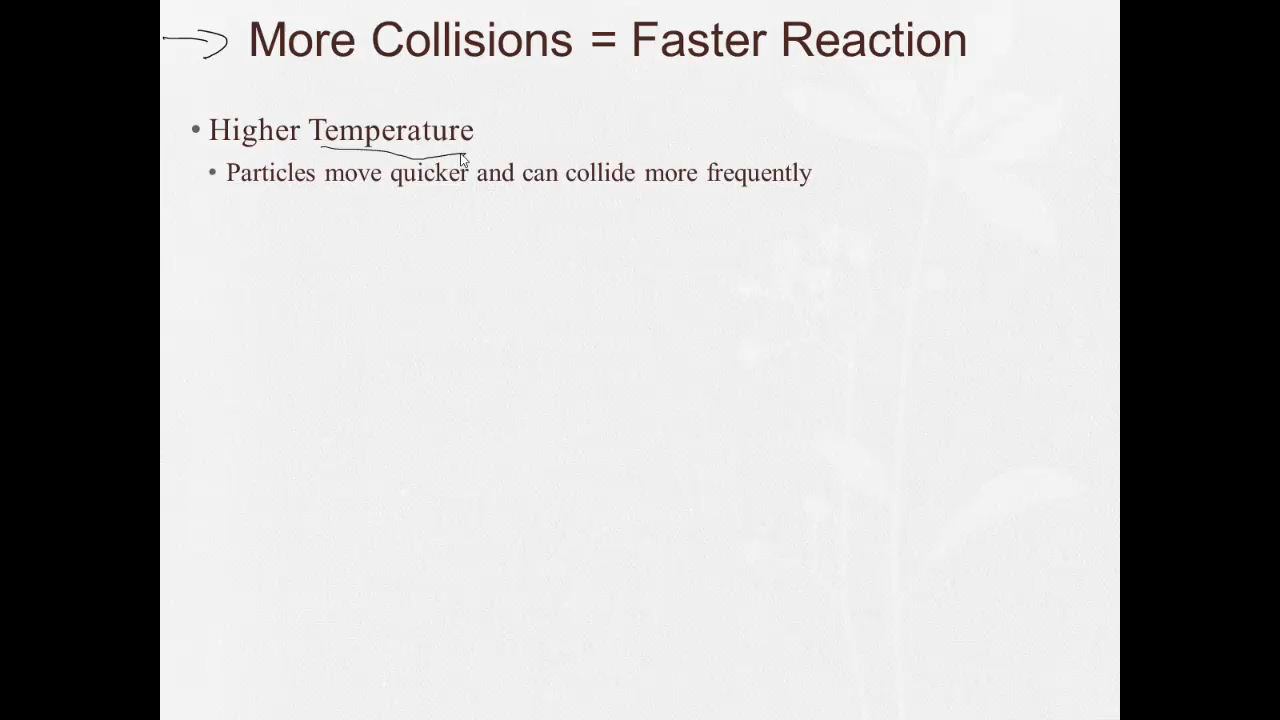 More Collisions = Faster Reaction
• Higher Temperature
• Particles move quicker and can collide more frequently